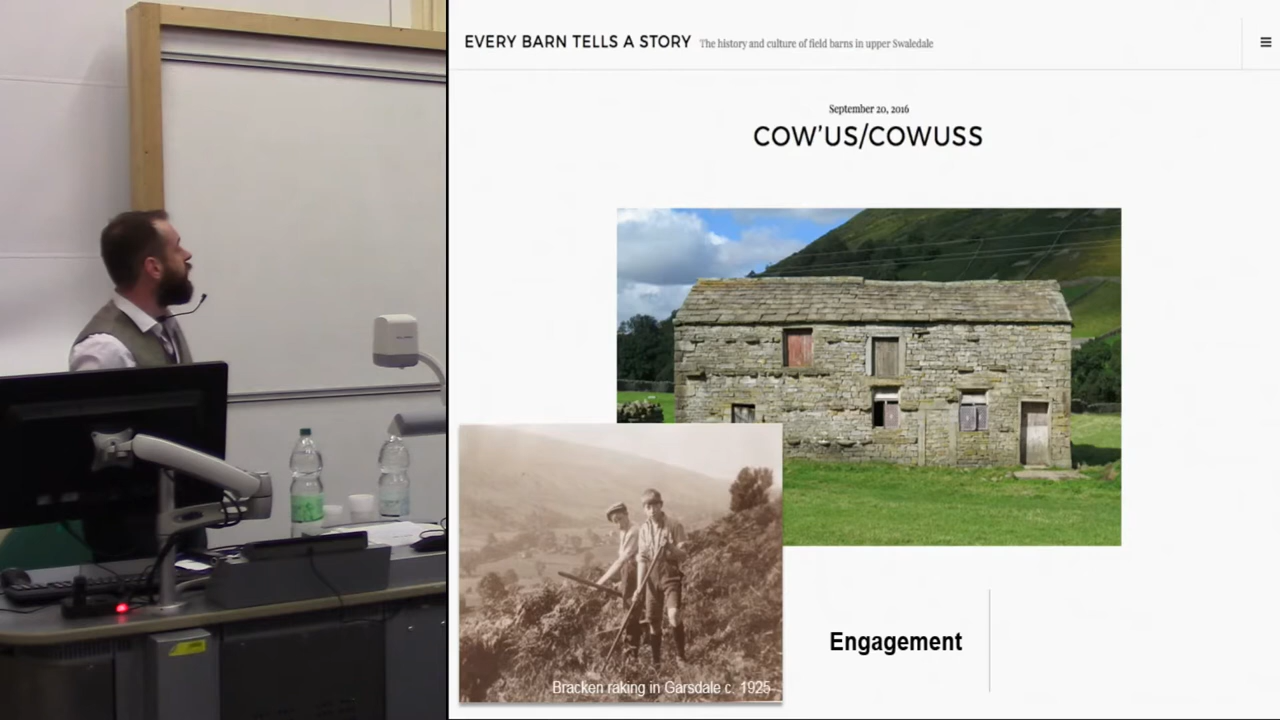 EVERY BARN TELLS A STORY The history and culture of field barns in upper Swaledale
September 20, 2016
COW'US/COWUSS
Bracken raking in Garsdale c. 1925
Engagement